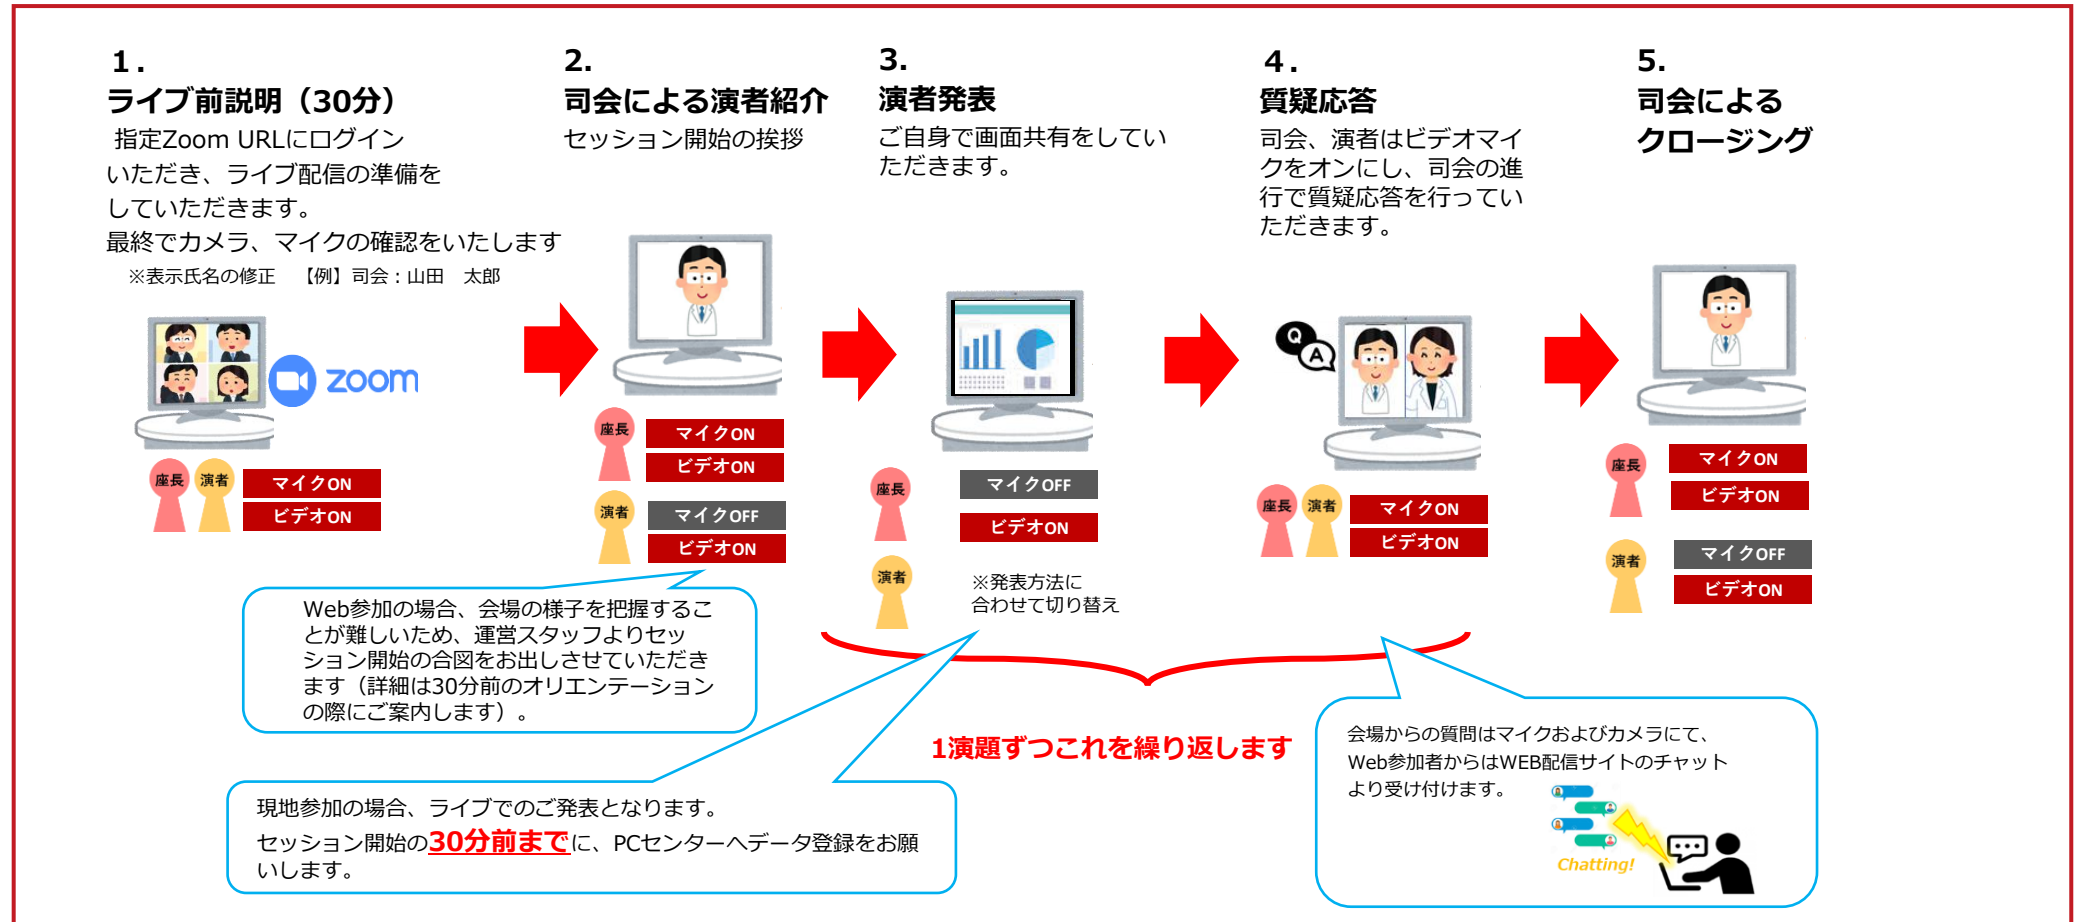 1.
ライブ前説明（30分）
指定Zoom URLにログイン
いただき、ライブ配信の準備を
していただきます。
最終でカメラ、マイクの確認をいたします
※表示氏名の修正　【例】司会：山田　太郎
zoom
座長
演者
マイクON
ビデオON
2.
司会による演者紹介
セッション開始の挨拶
座長
マイクON
ビデオON
演者
マイクOFF
ビデオON
Web参加の場合、会場の様子を把握するこ
とが難しいため、運営スタッフよりセッ
ション開始の合図をお出しさせていただき
ます（詳細は30分前のオリエンテーション
の際にご案内します）。
3.
演者発表
ご自身で画面共有をしてい
ただきます。
座長
マイクOFF
ビデオON
演者
※発表方法に
合わせて切り替え
現地参加の場合、ライブでのご発表となります。
セッション開始の30分前までに、PCセンターへデータ登録をお願
いします。
4.
質疑応答
司会、演者はビデオマイ
クをオンにし、司会の進
行で質疑応答を行ってい
ただきます。
Q
A
座長
演者
マイクON
ビデオON
1演題ずつこれを繰り返します
会場からの質問はマイクおよびカメラにて、
Web参加者からはWEB配信サイトのチャット
より受け付けます。
Chatting!
5.
司会による
クロージング
座長
マイクON
ビデオON
演者
マイクOFF
ビデオON